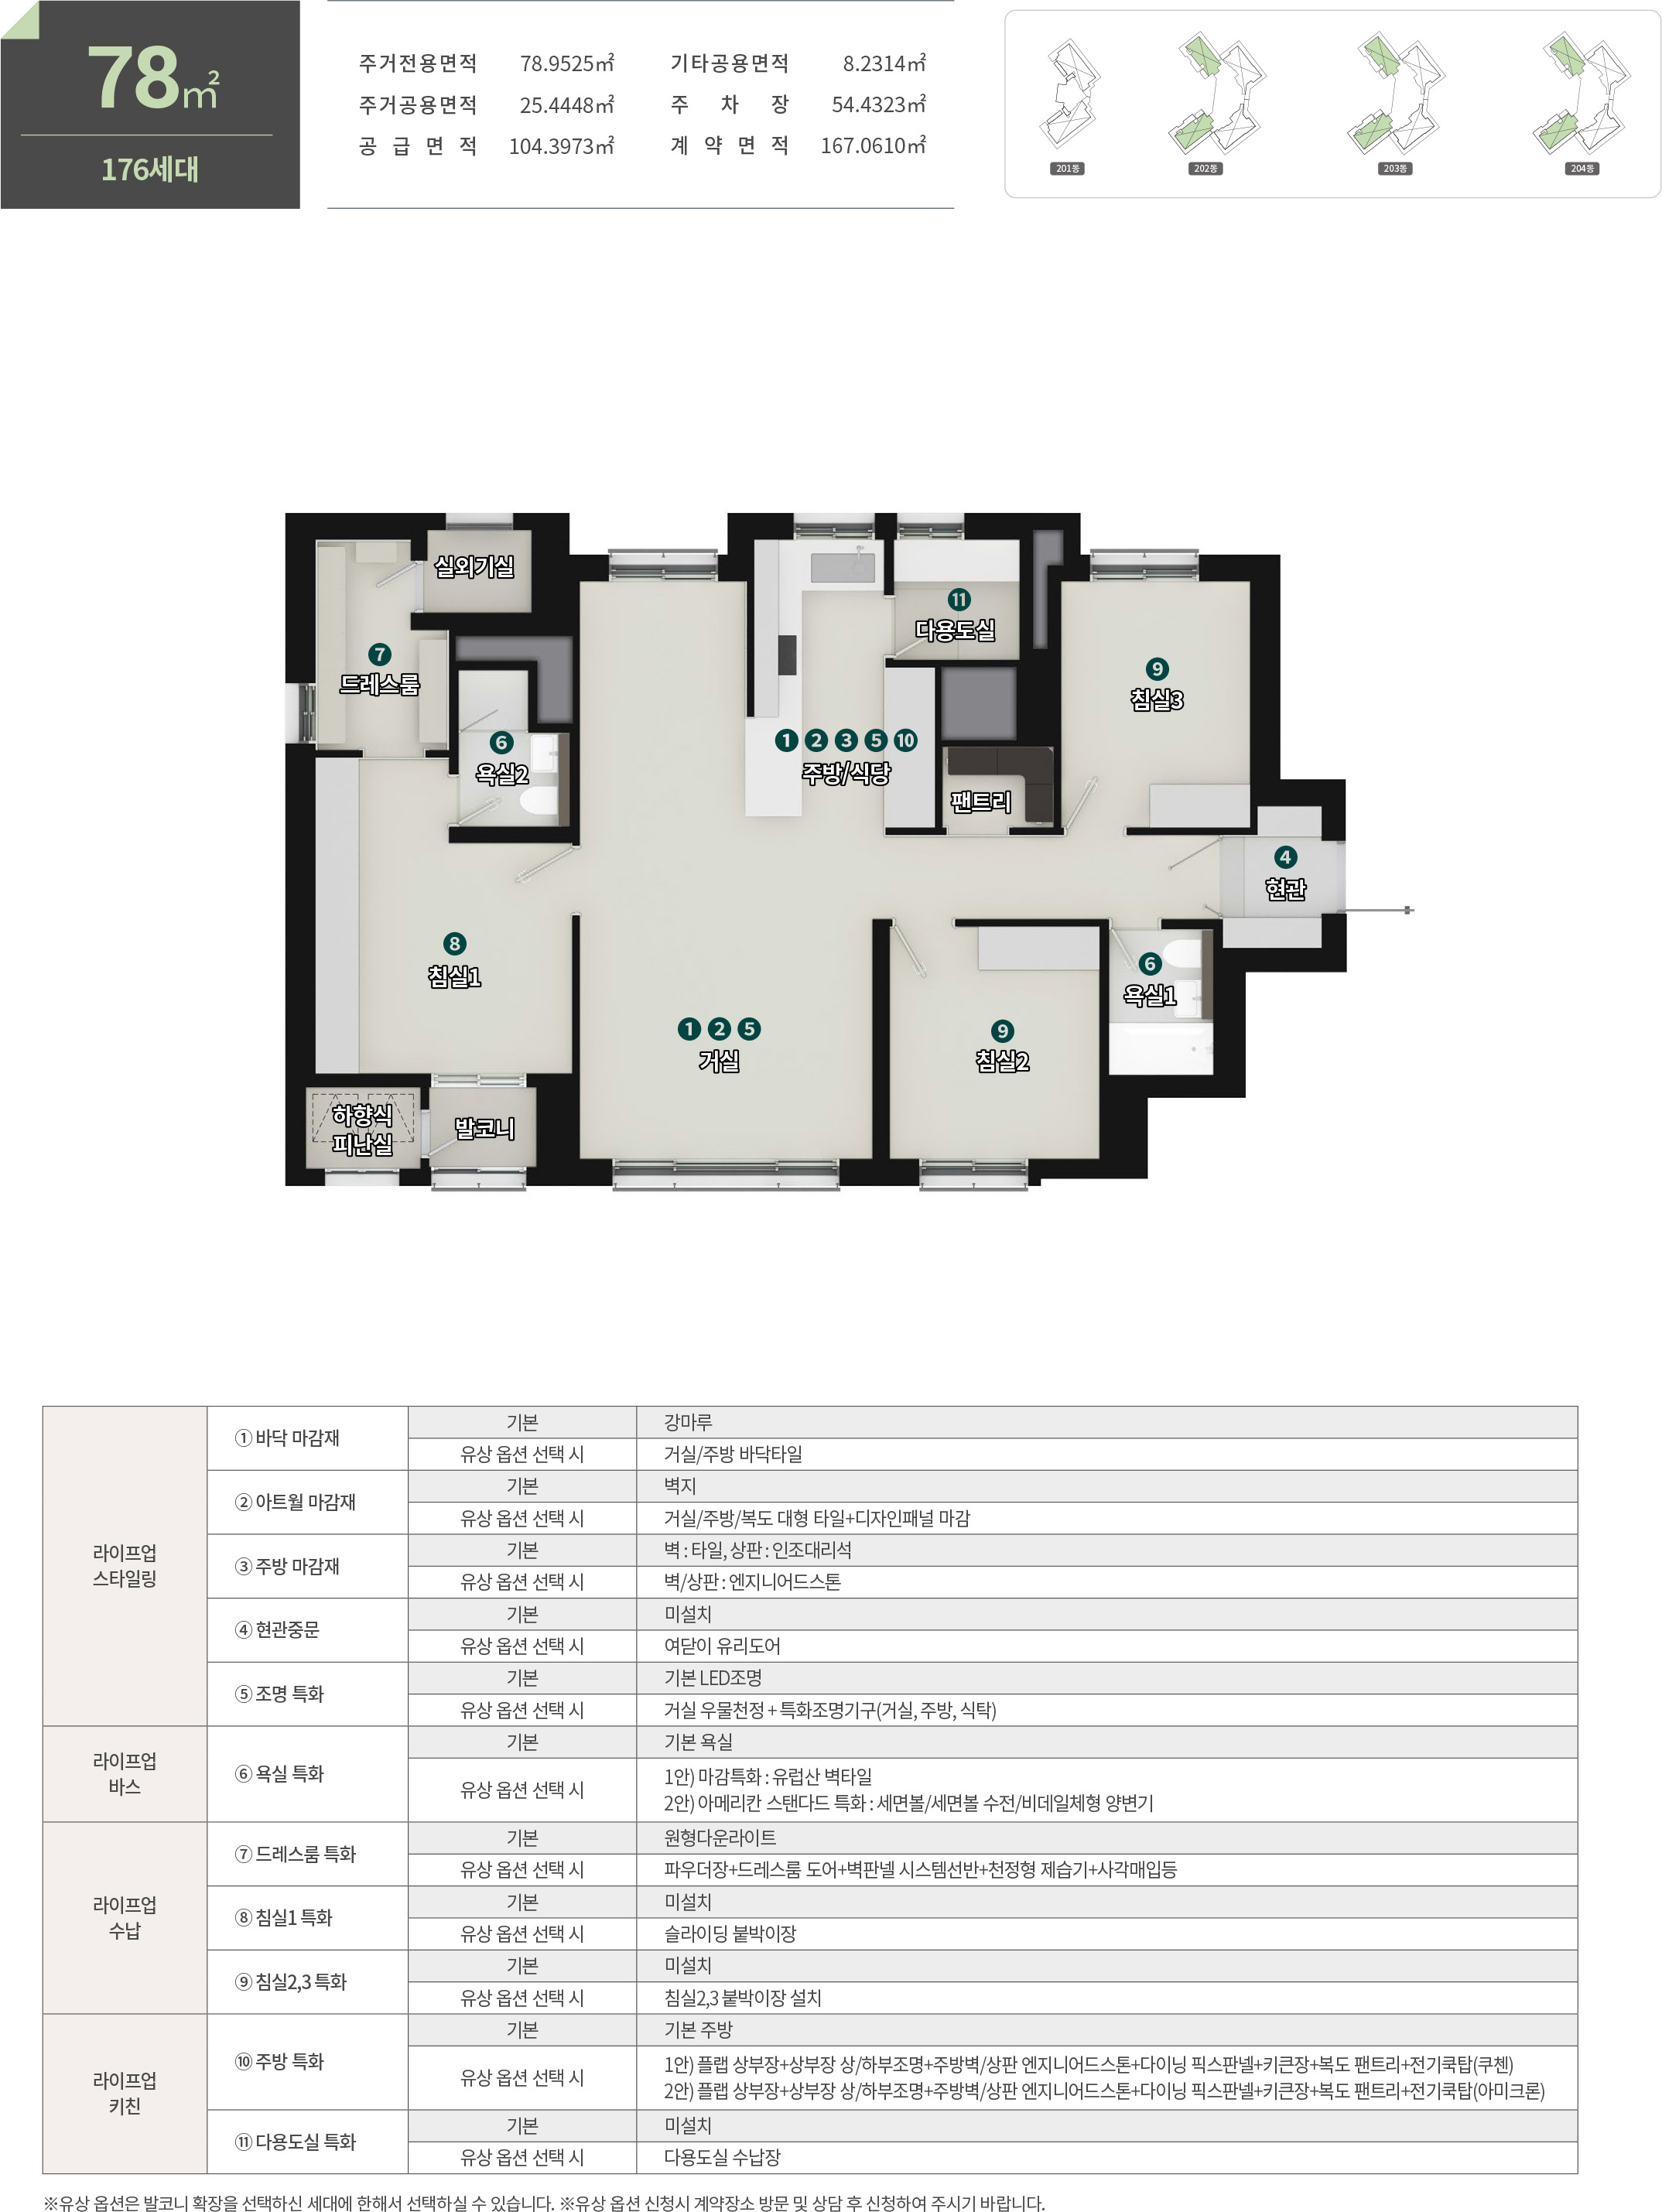 78㎡
176세대
주거전용면적 78.9525㎡
주거공용면적 25.4448㎡
공급면적 104.3973㎡
기타공용면적 8.2314㎡
주차장 54.4323㎡
계약면적 167.0610㎡
201동 202동 203동 204동
실외기실
⑪
다용도실
⑦
드레스룸
⑨
침실3
⑥
욕실2
① ② ③ ⑤ ⑩
주방/식당
팬트리
④
현관
⑧
침실1
⑥
욕실1
① ② ⑤
거실
⑨
침실2
하향식
피난실
발코니
라이프업
스타일링
① 바닥 마감재
기본 강마루
유상 옵션 선택 시 거실/주방 바닥타일
② 아트월 마감재
기본 벽지
유상 옵션 선택 시 거실/주방/복도 대형 타일+디자인패널 마감
③ 주방 마감재
기본 벽 : 타일, 상판 : 인조대리석
유상 옵션 선택 시 벽/상판 : 엔지니어드스톤
④ 현관중문
기본 미설치
유상 옵션 선택 시 여닫이 유리도어
⑤ 조명 특화
기본 기본 LED조명
유상 옵션 선택 시 거실 우물천정 + 특화조명기구(거실, 주방, 식탁)
라이프업
바스
⑥ 욕실 특화
기본 기본 욕실
유상 옵션 선택 시
1안) 마감특화 : 유럽산 벽타일
2안) 아메리칸 스탠다드 특화 : 세면볼/세면볼 수전/비데일체형 양변기
라이프업
수납
⑦ 드레스룸 특화
기본 원형다운라이트
유상 옵션 선택 시 파우더장+드레스룸 도어+벽판넬 시스템선반+천정형 제습기+사각매입등
⑧ 침실1 특화
기본 미설치
유상 옵션 선택 시 슬라이딩 붙박이장
⑨ 침실2,3 특화
기본 미설치
유상 옵션 선택 시 침실2,3 붙박이장 설치
라이프업
키친
⑩ 주방 특화
기본 기본 주방
유상 옵션 선택 시
1안) 플랩 상부장+상부장 상/하부조명+주방벽/상판 엔지니어드스톤+다이닝 픽스판넬+키큰장+복도 팬트리+전기쿡탑(쿠첸)
2안) 플랩 상부장+상부장 상/하부조명+주방벽/상판 엔지니어드스톤+다이닝 픽스판넬+키큰장+복도 팬트리+전기쿡탑(아미크론)
⑪ 다용도실 특화
기본 미설치
유상 옵션 선택 시 다용도실 수납장
※유상 옵션은 발코니 확장을 선택하신 세대에 한해서 선택하실 수 있습니다. ※유상 옵션 신청시 계약장소 방문 및 상담 후 신청하여 주시기 바랍니다.